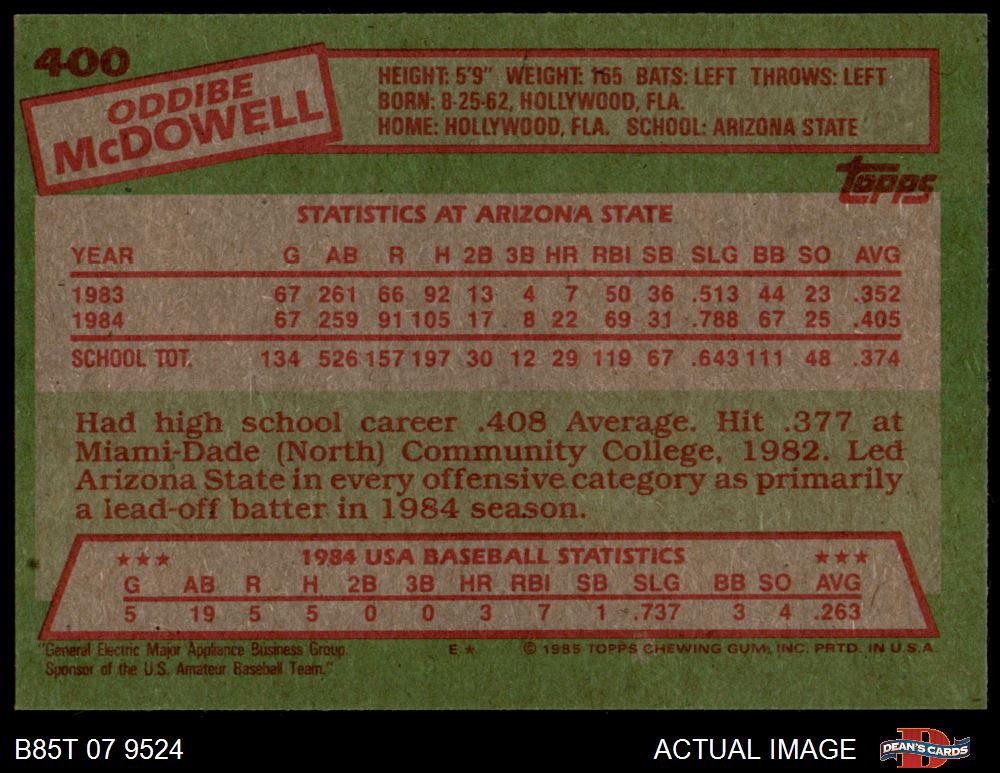 400
ODDIBE
McDOWELL
HEIGHT: 5'9" WEIGHT: 165 BATS: LEFT THROWS: LEFT
BORN: 8-25-62, HOLLYWOOD, FLA.
HOME: HOLLYWOOD, FLA. SCHOOL: ARIZONA STATE
topps
STATISTICS AT ARIZONA STATE
YEAR G AB R H 2B 3B HR RBI SB SLG BB SO AVG
1983 67 261 66 92 13 4 7 50 36 .513 44 23 .352
1984 67 259 91 105 17 8 22 69 31 .788 67 25 .405
SCHOOL TOT. 134 526 157 197 30 12 29 119 67 .643 111 48 .374
Had high school career .408 Average. Hit .377 at
Miami-Dade (North) Community College, 1982. Led
Arizona State in every offensive category as primarily
a lead-off batter in 1984 season.
★★★ 1984 USA BASEBALL STATISTICS ★★★
G AB R H 2B 3B HR RBI SB SLG BB SO AVG
5 19 5 5 0 0 3 7 1 .737 3 4 .263
"General Electric Major Appliance Business Group. E★ © 1985 TOPPS CHEWING GUM, INC. PRTD. IN U.S.A.
Sponsor of the U.S. Amateur Baseball Team."
B85T 07 9524 ACTUAL IMAGE DEAN'S CARDS